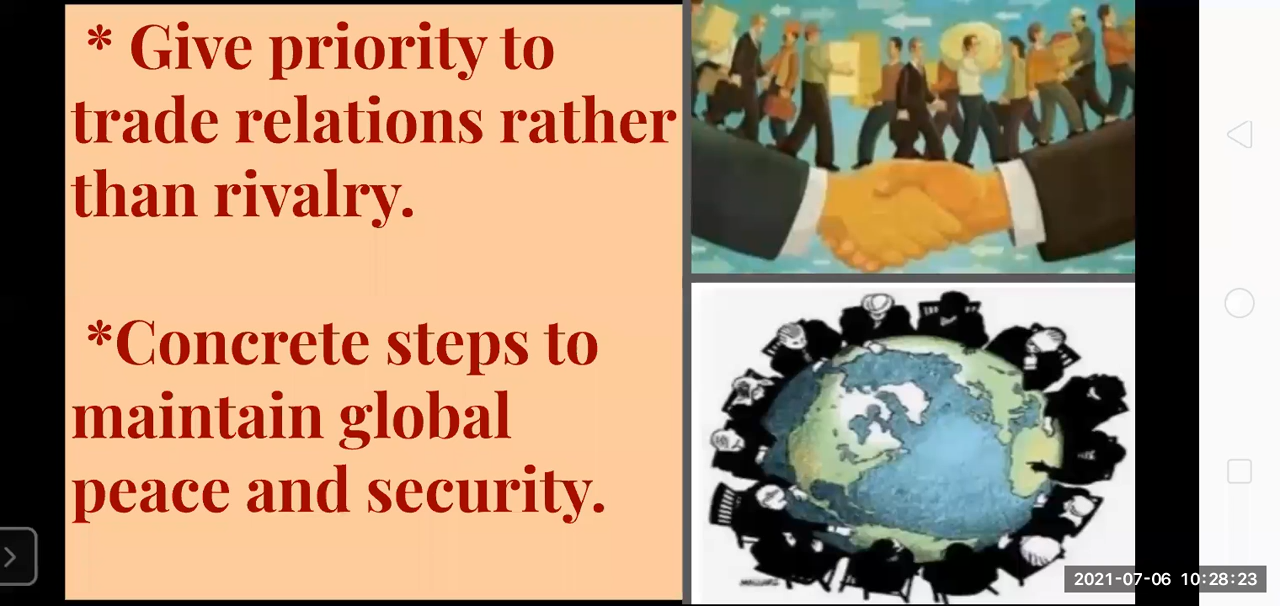 * Give priority to
trade relations rather
than rivalry.
*Concrete steps to
maintain global
peace and security.
2021-07-06 10:28:23